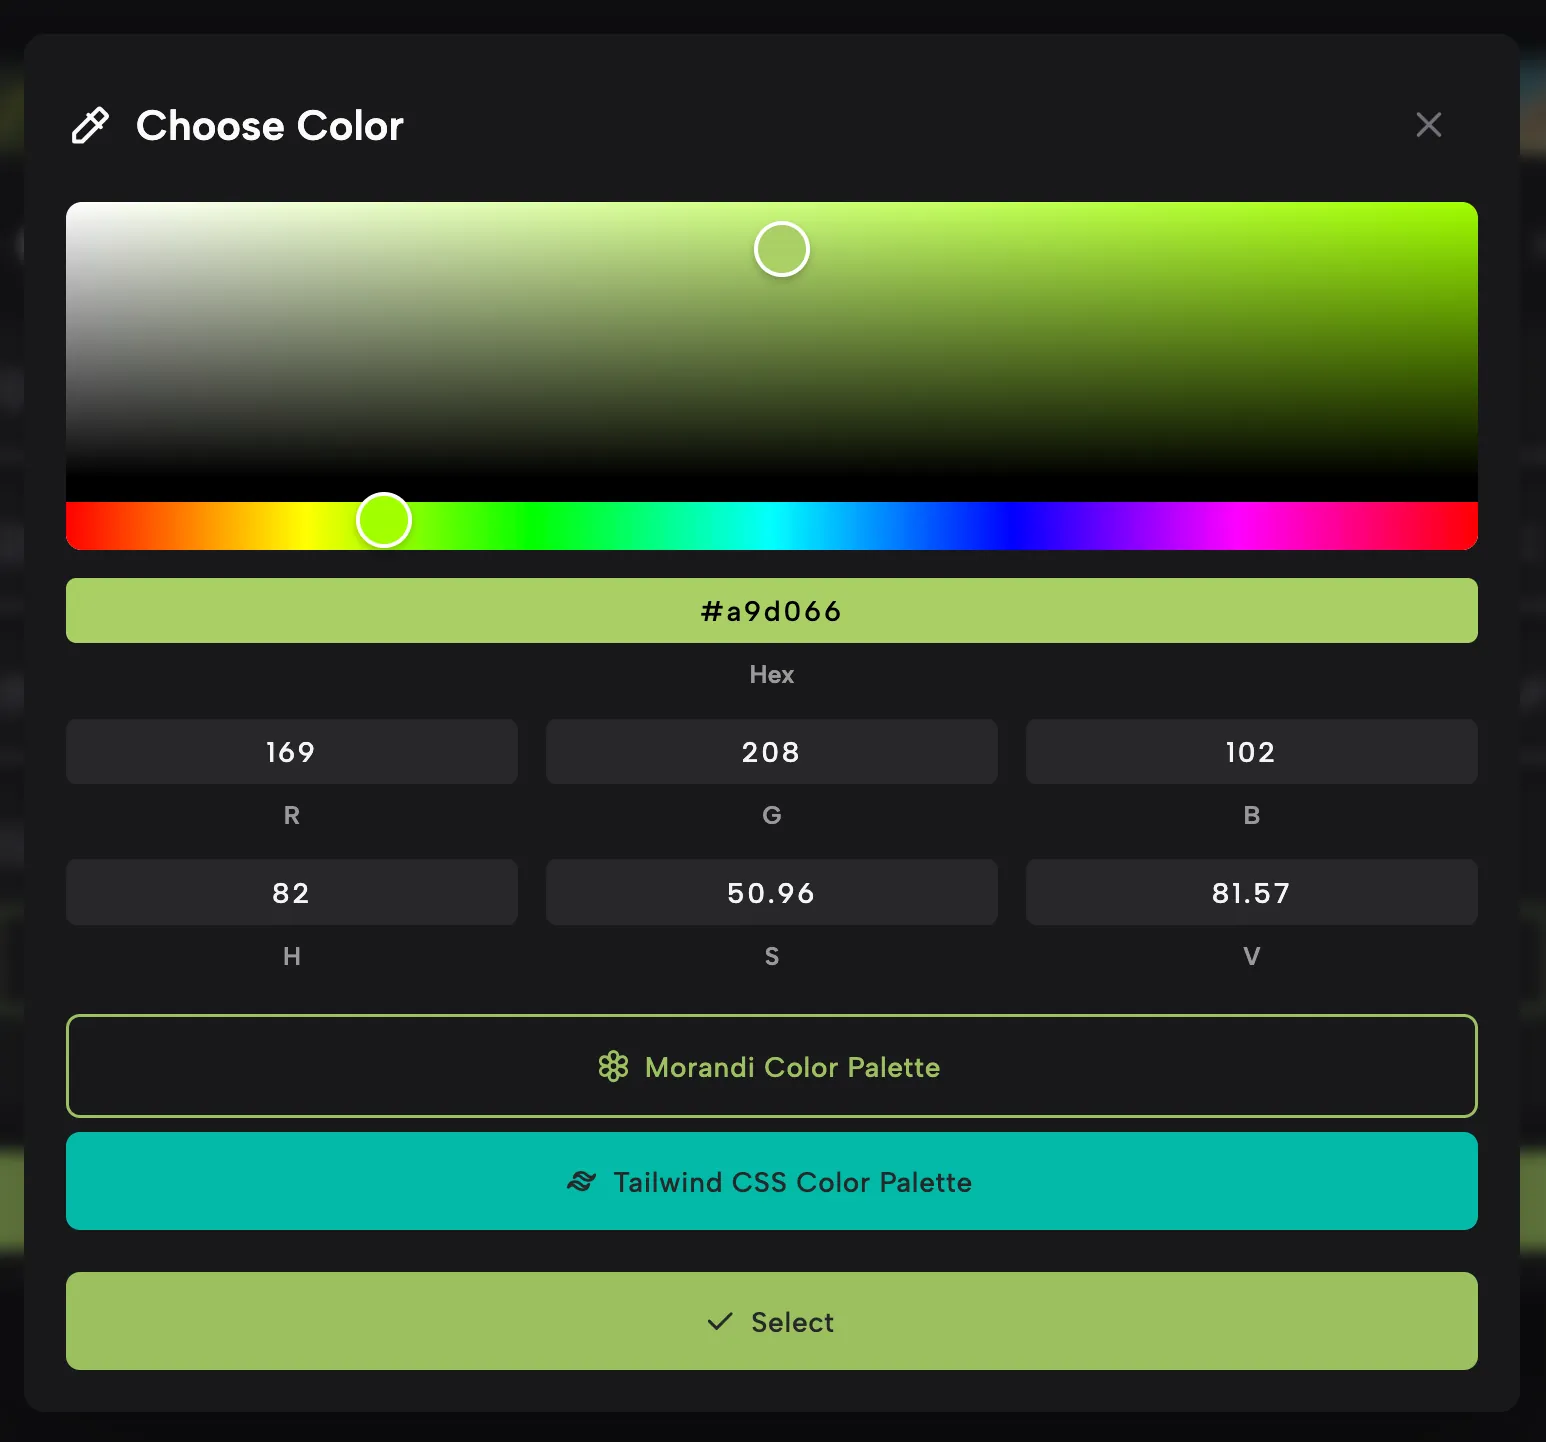 Choose Color
#a9d066
Hex
169
208
102
R
G
B
82
50.96
81.57
H
S
V
Morandi Color Palette
Tailwind CSS Color Palette
Select